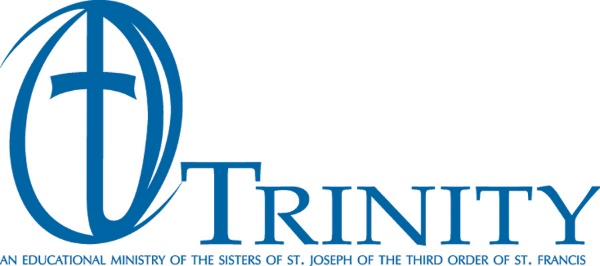 TRINITY
AN EDUCATIONAL MINISTRY OF THE SISTERS OF ST. JOSEPH OF THE THIRD ORDER OF ST. FRANCIS